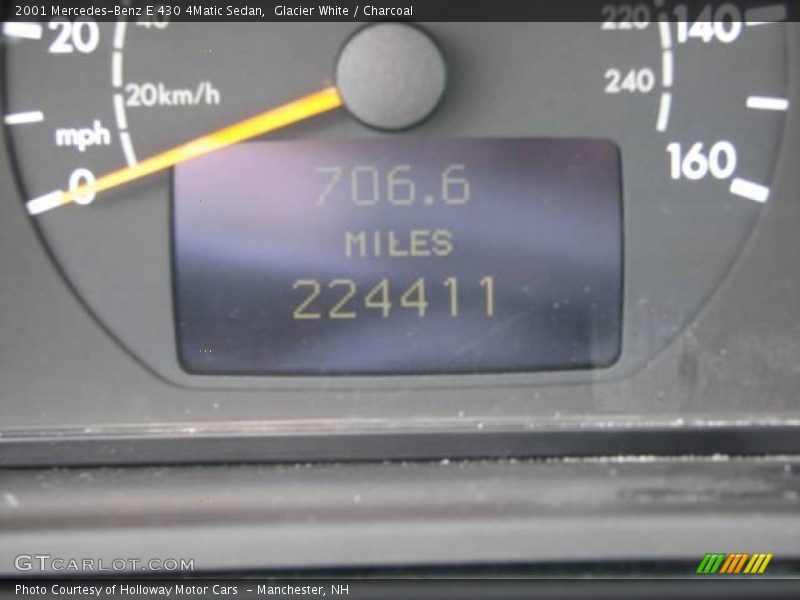 2001 Mercedes-Benz E 430 4Matic Sedan,  Glacier White / Charcoal
20 40 220 140
20km/h 240
mph
0 160
706.6
MILES
224411
GTCARLOT.COM
Photo Courtesy of Holloway Motor Cars  - Manchester, NH